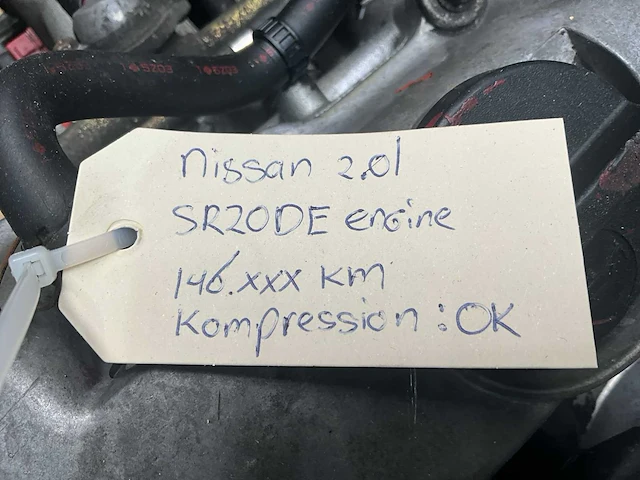 Nissan 2.0l
SR20DE engine
146.xxx km
Kompression : OK